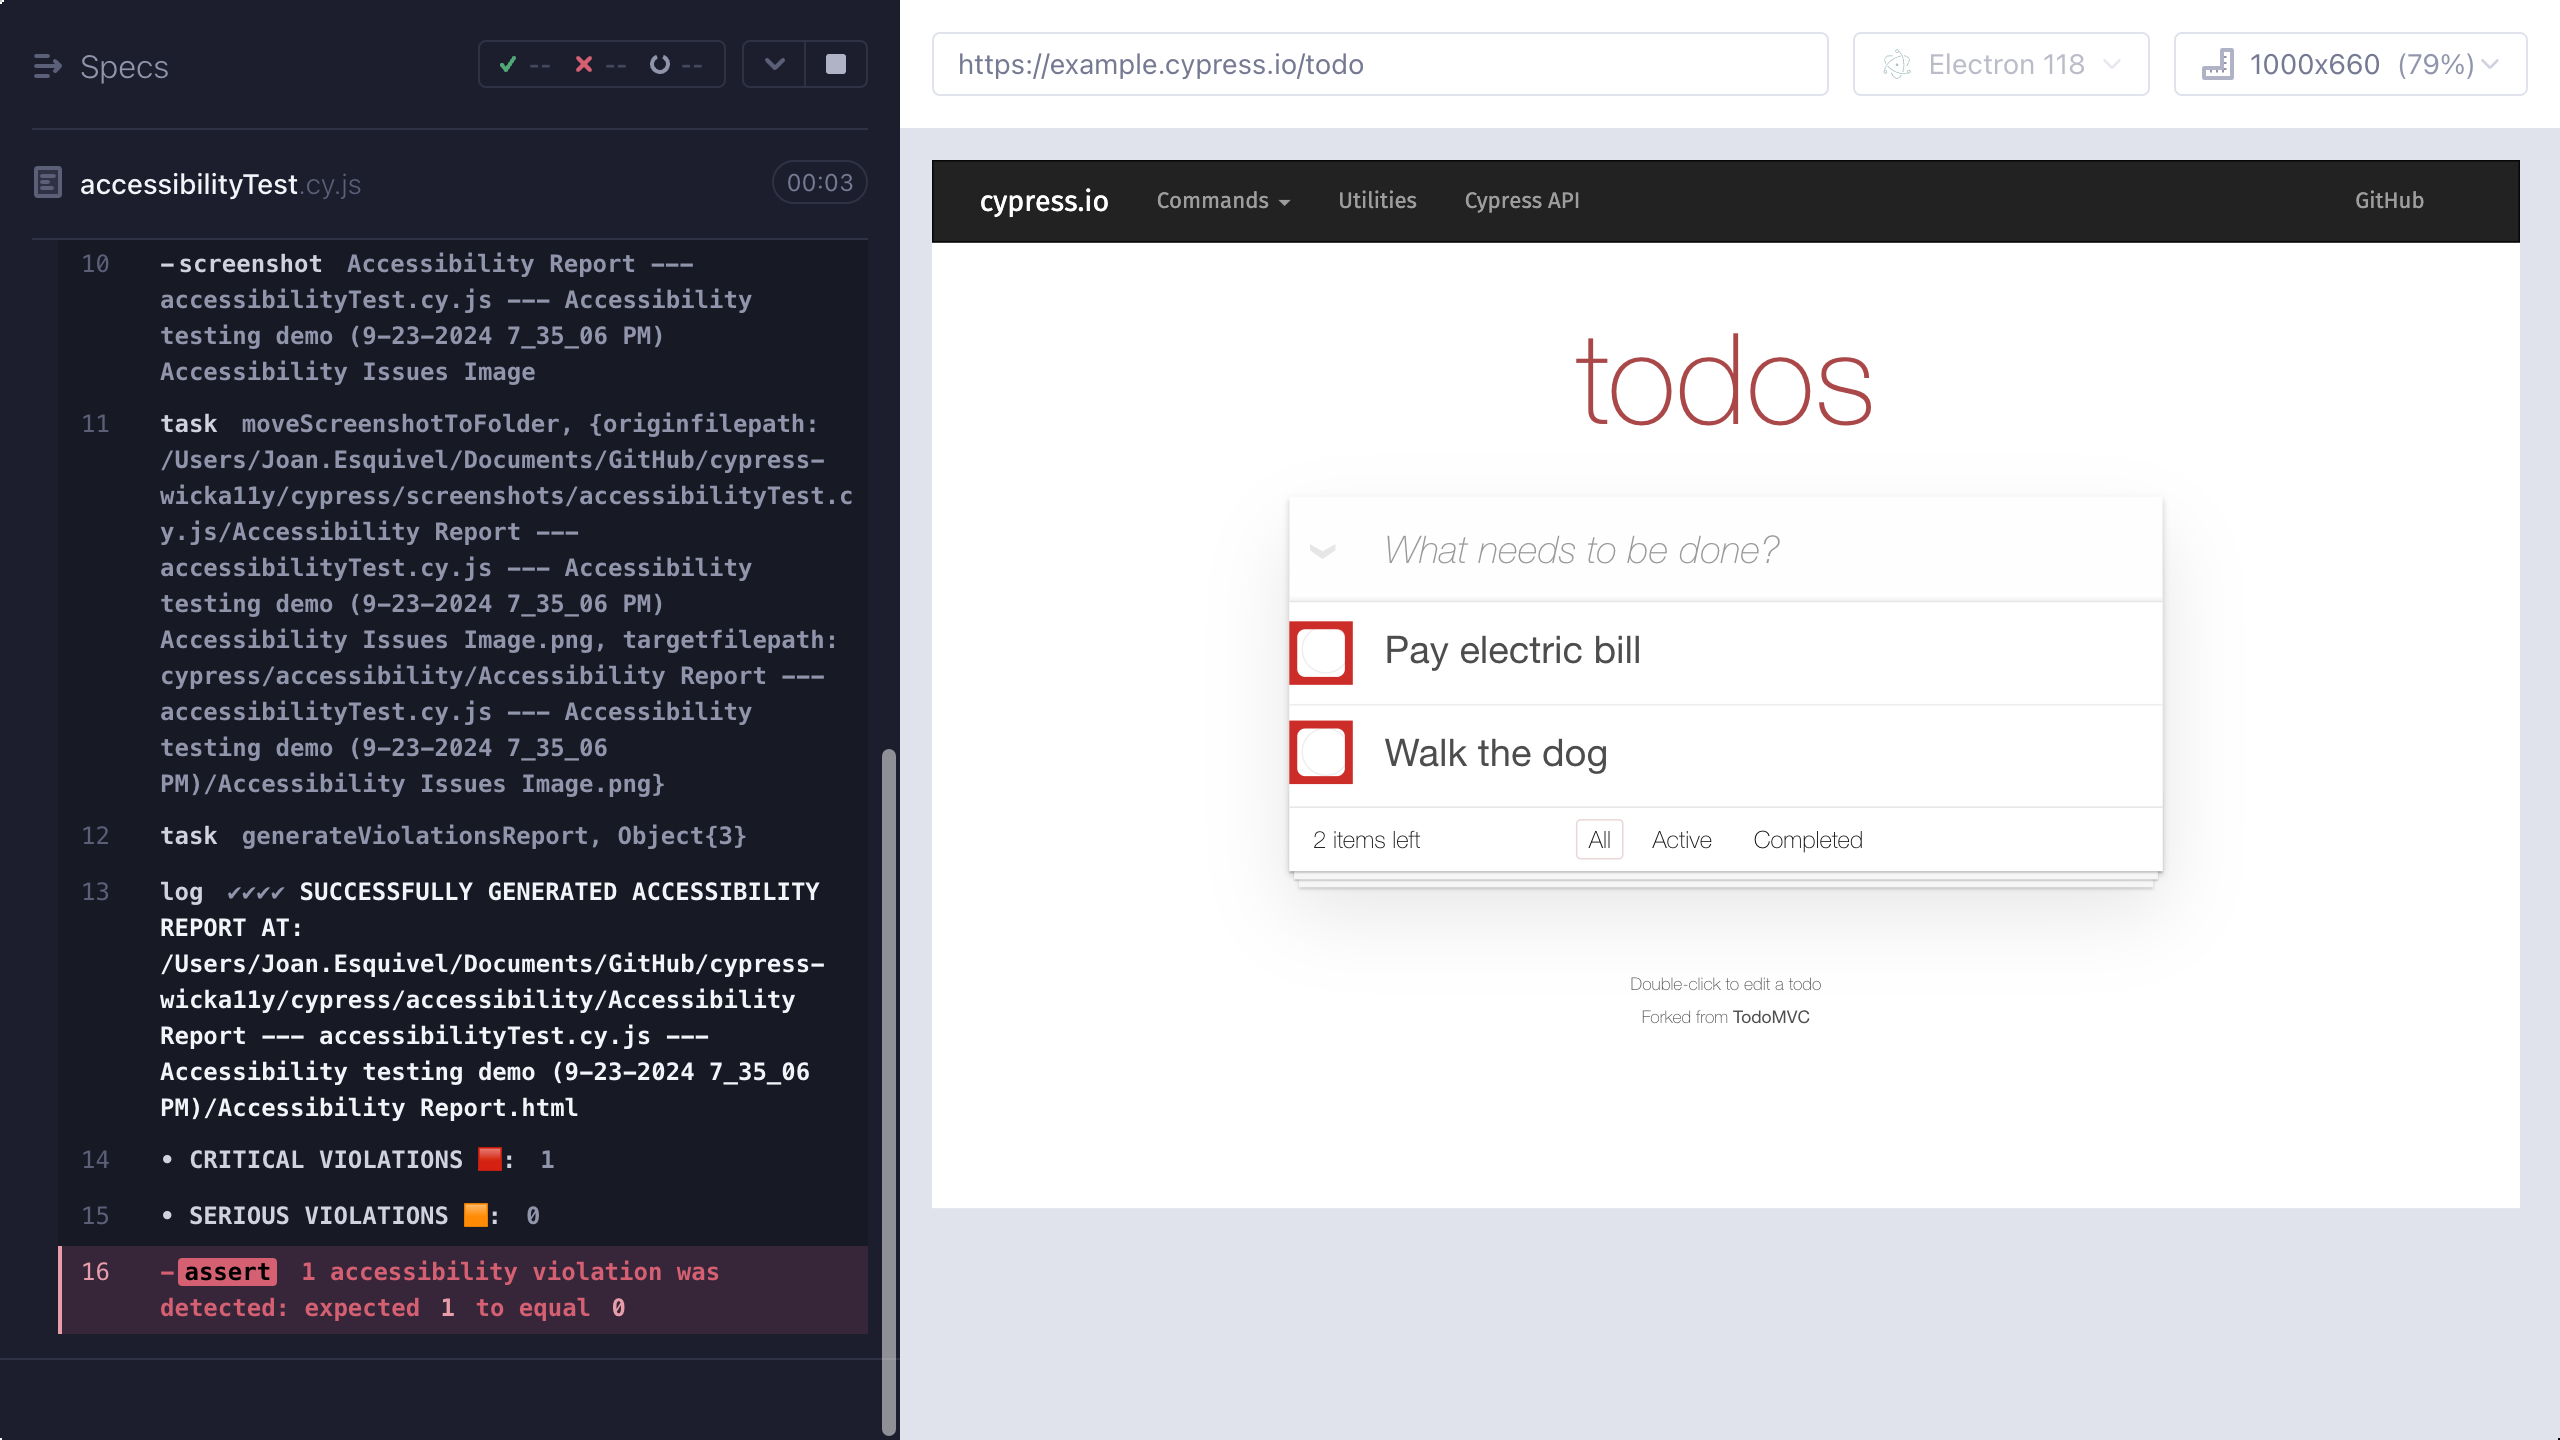 Specs
-- -- --
accessibilityTest.cy.js
00:03
10 -screenshot Accessibility Report ---
accessibilityTest.cy.js --- Accessibility
testing demo (9-23-2024 7_35_06 PM)
Accessibility Issues Image
11 task moveScreenshotToFolder, {originfilepath:
/Users/Joan.Esquivel/Documents/GitHub/cypress-
wicka11y/cypress/screenshots/accessibilityTest.c
y.js/Accessibility Report ---
accessibilityTest.cy.js --- Accessibility
testing demo (9-23-2024 7_35_06 PM)
Accessibility Issues Image.png, targetfilepath:
cypress/accessibility/Accessibility Report ---
accessibilityTest.cy.js --- Accessibility
testing demo (9-23-2024 7_35_06
PM)/Accessibility Issues Image.png}
12 task generateViolationsReport, Object{3}
13 log ✔✔✔✔ SUCCESSFULLY GENERATED ACCESSIBILITY
REPORT AT:
/Users/Joan.Esquivel/Documents/GitHub/cypress-
wicka11y/cypress/accessibility/Accessibility
Report --- accessibilityTest.cy.js ---
Accessibility testing demo (9-23-2024 7_35_06
PM)/Accessibility Report.html
14 • CRITICAL VIOLATIONS 🟥: 1
15 • SERIOUS VIOLATIONS 🟧: 0
16 -assert 1 accessibility violation was
detected: expected 1 to equal 0
https://example.cypress.io/todo
Electron 118
1000x660 (79%)
cypress.io Commands Utilities Cypress API GitHub
todos
What needs to be done?
Pay electric bill
Walk the dog
2 items left All Active Completed
Double-click to edit a todo
Forked from TodoMVC